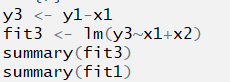 y3 <- y1-x1
fit3 <- lm(y3~x1+x2)
summary(fit3)
summary(fit1)